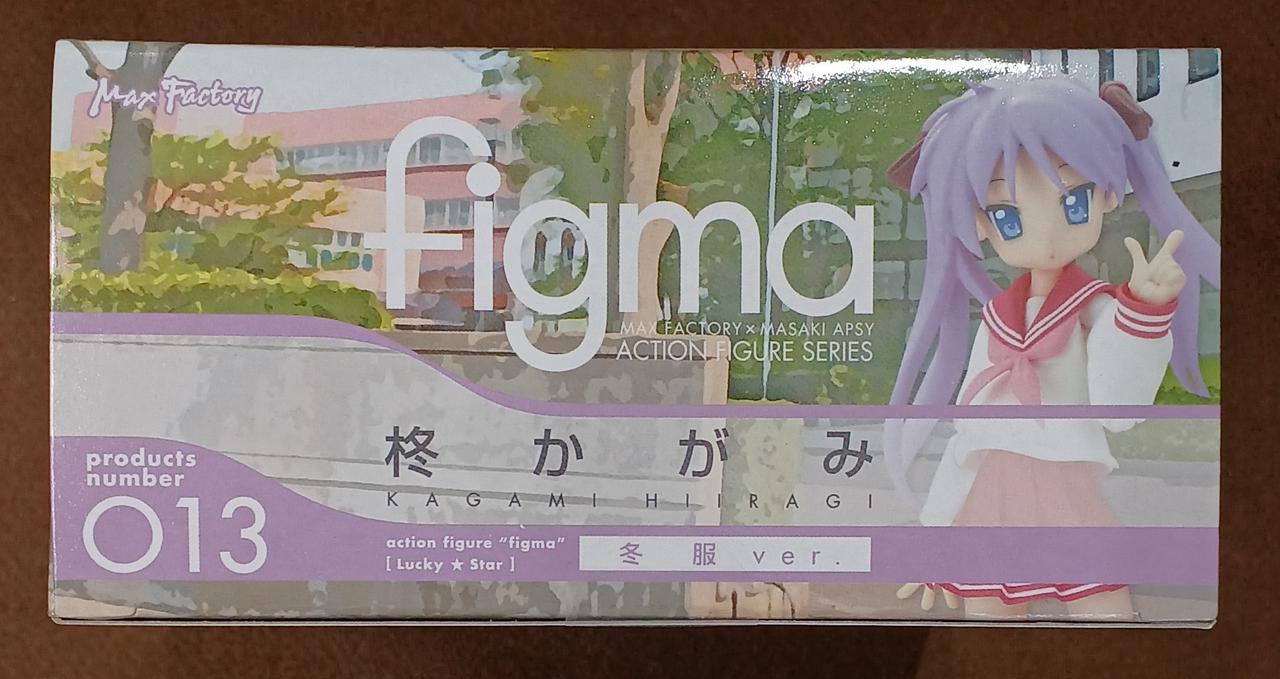 Max Factory
figma
MAX FACTORY × MASAKI APSY
ACTION FIGURE SERIES
柊かがみ
KAGAMI HIIRAGI
products
number
013
action figure “figma”
[ Lucky ★ Star ]
冬服 ver.